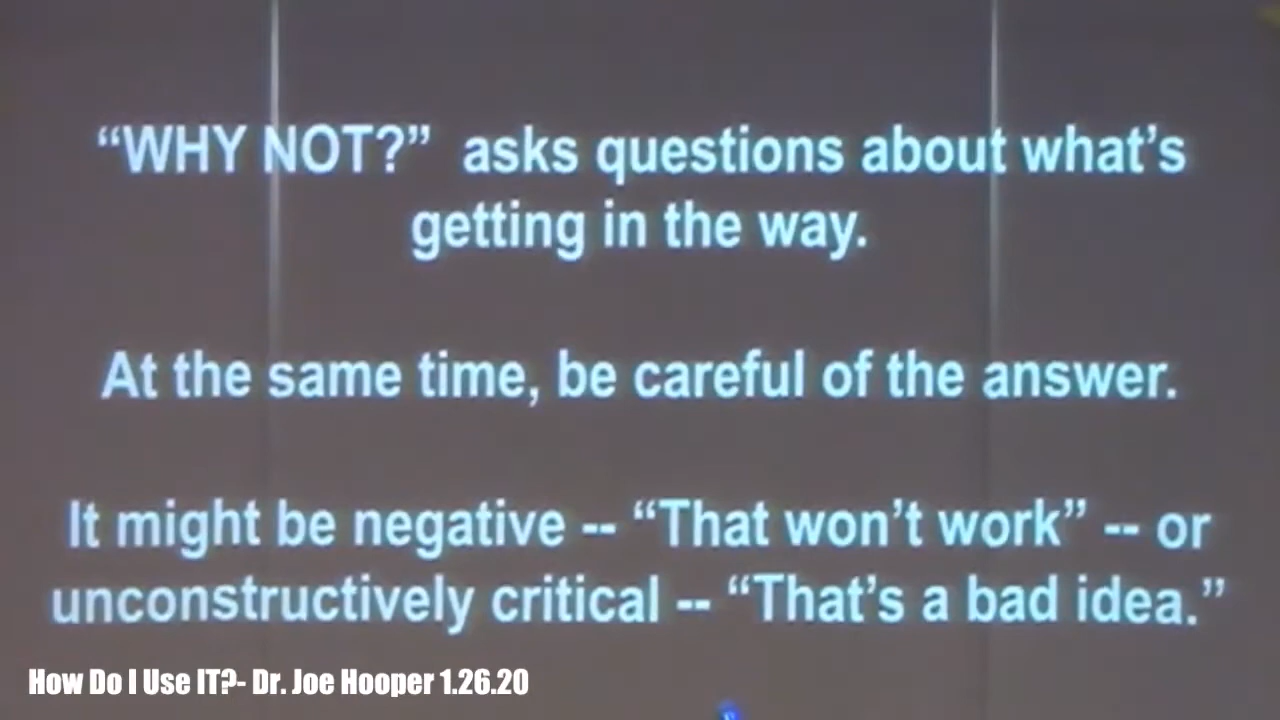 “WHY NOT?” asks questions about what’s
getting in the way.
At the same time, be careful of the answer.
It might be negative -- “That won’t work” -- or
unconstructively critical -- “That’s a bad idea.”
How Do I Use IT?- Dr. Joe Hooper 1.26.20